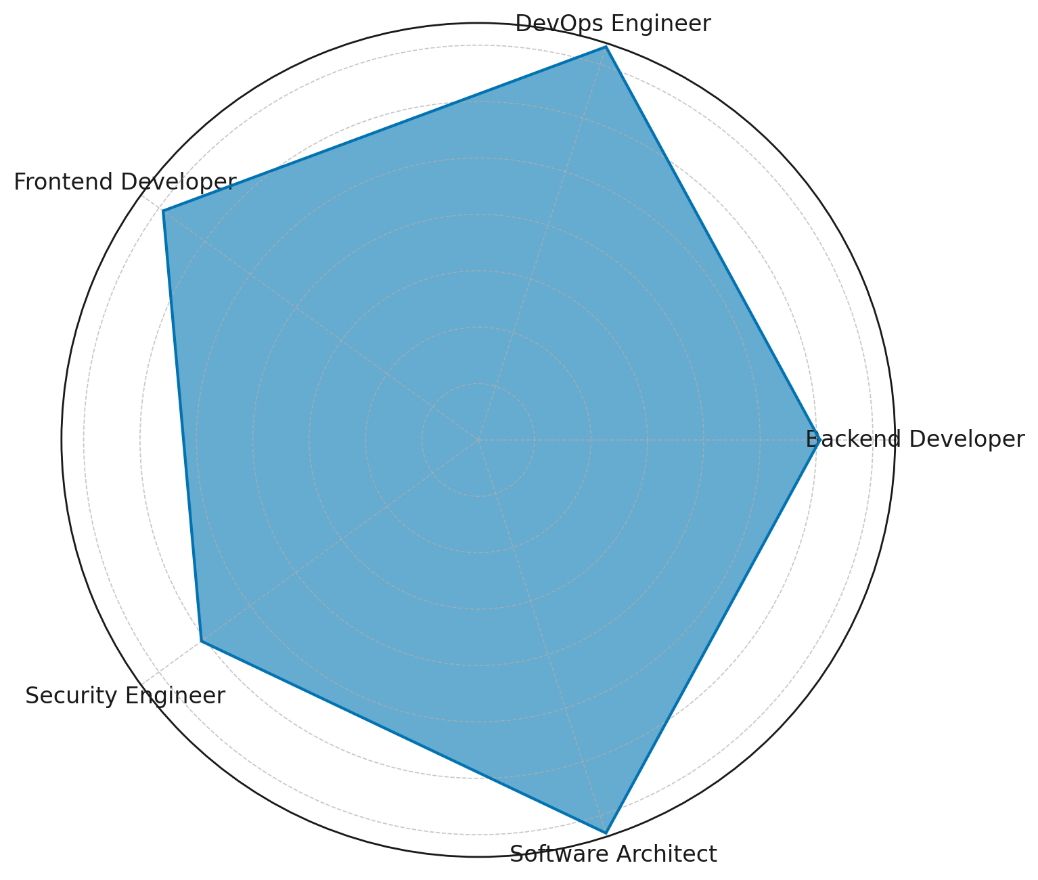 DevOps Engineer
Frontend Developer
Backend Developer
Security Engineer
Software Architect